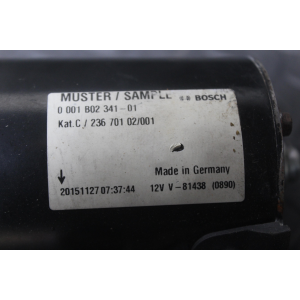 MUSTER / SAMPLE BOSCH
0 001 802 341-01
Kat.C / 236 701 02/001
Made in Germany
20151127 07:37:44 12V V-81438 (0890)